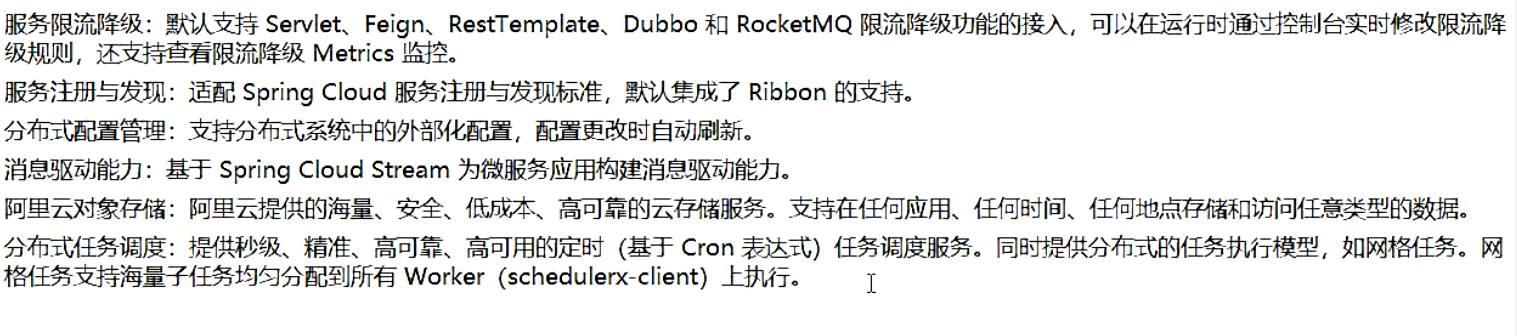 服务限流降级：默认支持 Servlet、Feign、RestTemplate、Dubbo 和 RocketMQ 限流降级功能的接入，可以在运行时通过控制台实时修改限流降
级规则，还支持查看限流降级 Metrics 监控。
服务注册与发现：适配 Spring Cloud 服务注册与发现标准，默认集成了 Ribbon 的支持。
分布式配置管理：支持分布式系统中的外部化配置，配置更改时自动刷新。
消息驱动能力：基于 Spring Cloud Stream 为微服务应用构建消息驱动能力。
阿里云对象存储：阿里云提供的海量、安全、低成本、高可靠的云存储服务。支持在任何应用、任何时间、任何地点存储和访问任意类型的数据。
分布式任务调度：提供秒级、精准、高可靠、高可用的定时（基于 Cron 表达式）任务调度服务。同时提供分布式的任务执行模型，如网格任务。网
格任务支持海量子任务均匀分配到所有 Worker（schedulerx-client）上执行。